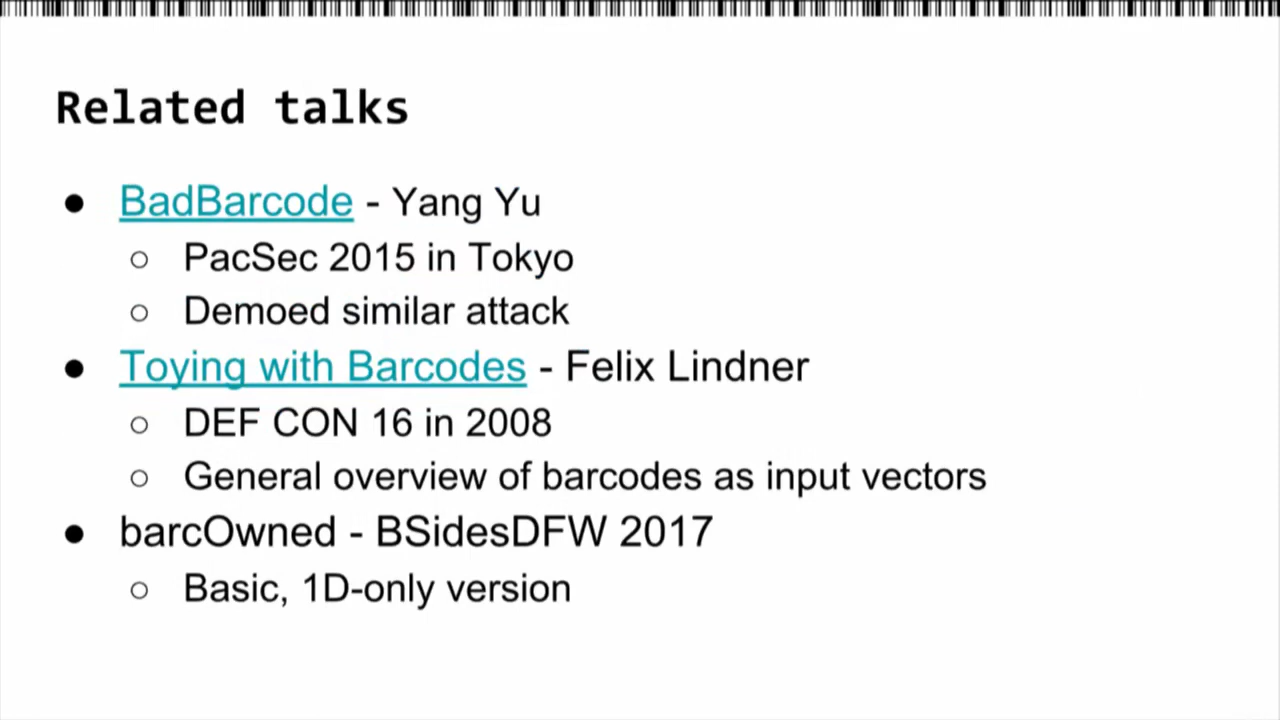 Related talks
● BadBarcode - Yang Yu
○ PacSec 2015 in Tokyo
○ Demoed similar attack
● Toying with Barcodes - Felix Lindner
○ DEF CON 16 in 2008
○ General overview of barcodes as input vectors
● barcOwned - BSidesDFW 2017
○ Basic, 1D-only version